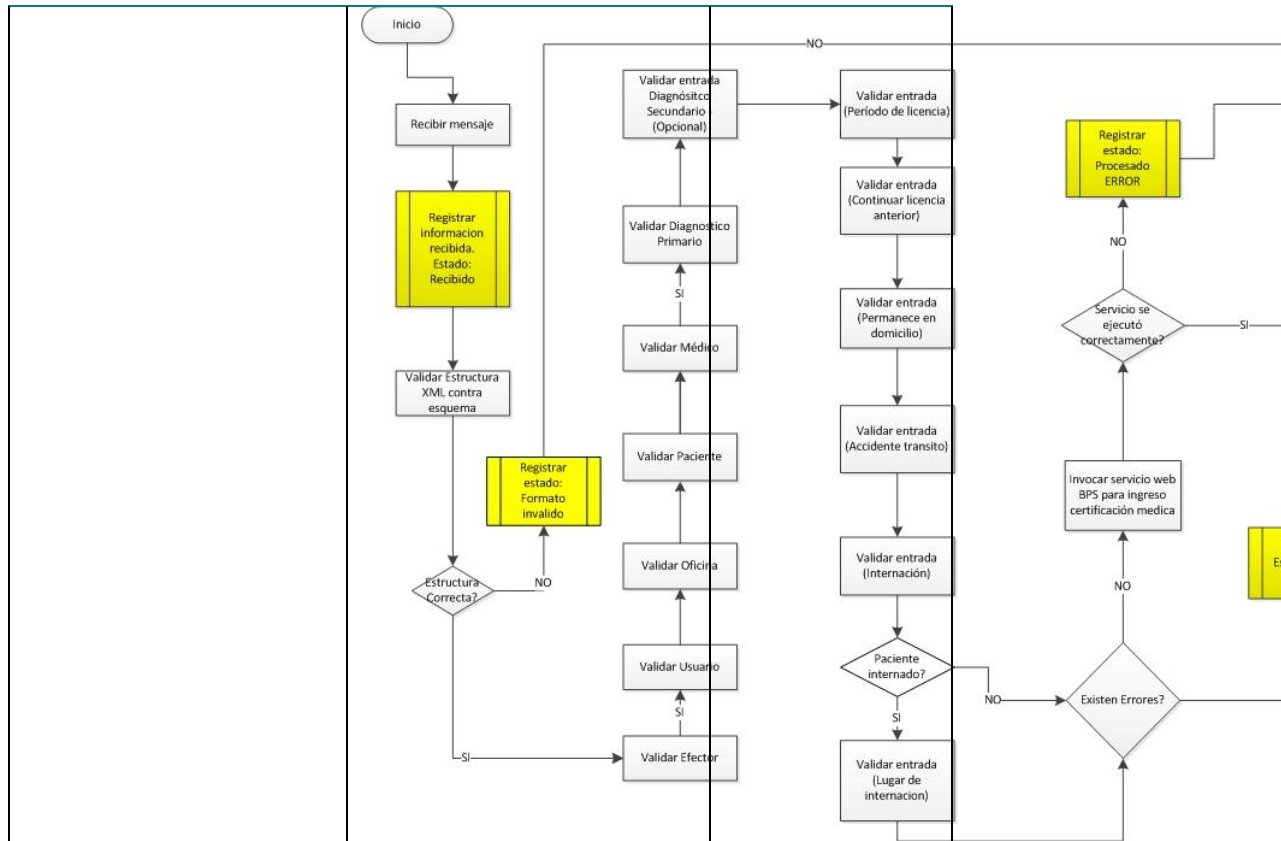 Inicio
Recibir mensaje
Registrar
informacion
recibida.
Estado:
Recibido
Validar Estructura
XML contra
esquema
Estructura
Correcta?
NO
Registrar
estado:
Formato
invalido
NO
SI
Validar Efector
SI
Validar Usuario
Validar Oficina
Validar Paciente
Validar Médico
SI
Validar Diagnostico
Primario
Validar entrada
Diagnósitco
Secundario -
(Opcional)
Validar entrada
(Período de licencia)
Validar entrada
(Continuar licencia
anterior)
Validar entrada
(Permanece en
domicilio)
Validar entrada
(Accidente transito)
Validar entrada
(Internación)
Paciente
internado?
NO
SI
Validar entrada
(Lugar de
internacion)
Existen Errores?
NO
Invocar servicio web
BPS para ingreso
certificación medica
Servicio se
ejecutó
correctamente?
SI
NO
Registrar
estado:
Procesado
ERROR